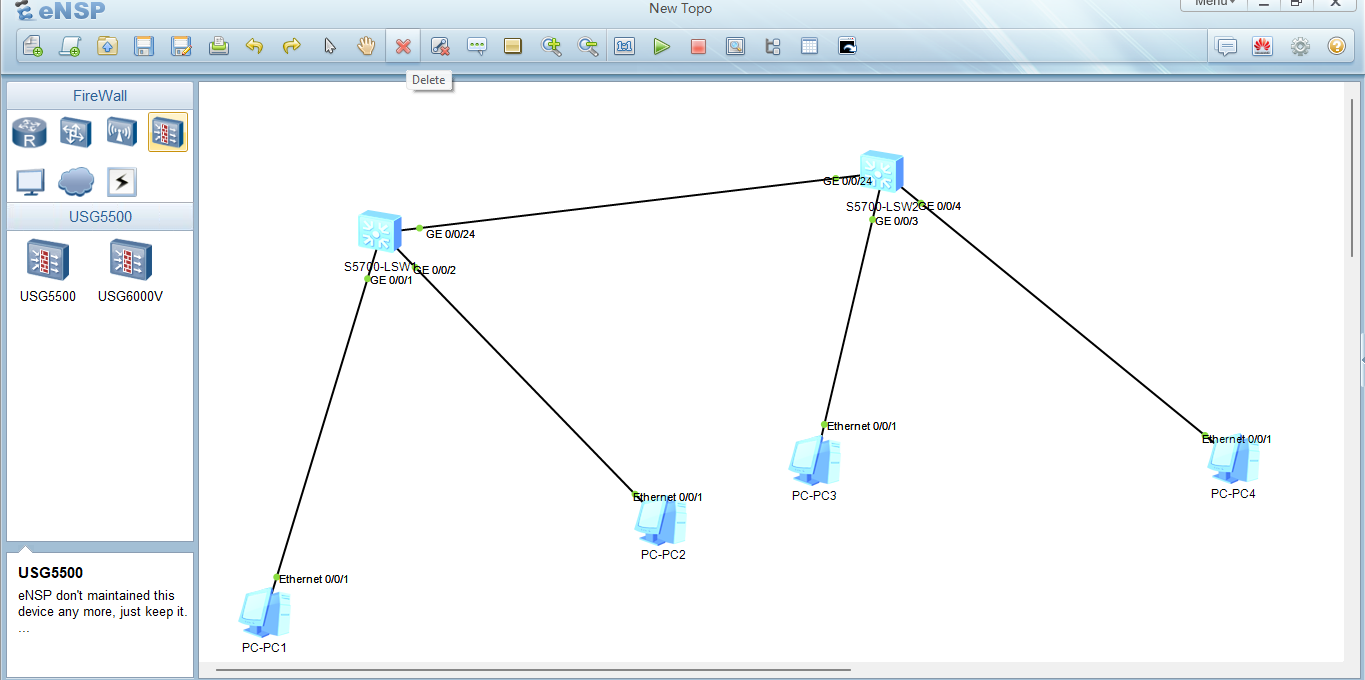 eNSP
New Topo
Menu
Delete
FireWall
R
USG5500
USG5500
USG6000V
USG5500
eNSP don't maintained this
device any more, just keep it.
...
GE 0/0/24
S5700-LSW2
GE 0/0/4
GE 0/0/3
GE 0/0/24
S5700-LSW1
GE 0/0/2
GE 0/0/1
Ethernet 0/0/1
PC-PC3
Ethernet 0/0/1
PC-PC4
Ethernet 0/0/1
PC-PC2
Ethernet 0/0/1
PC-PC1